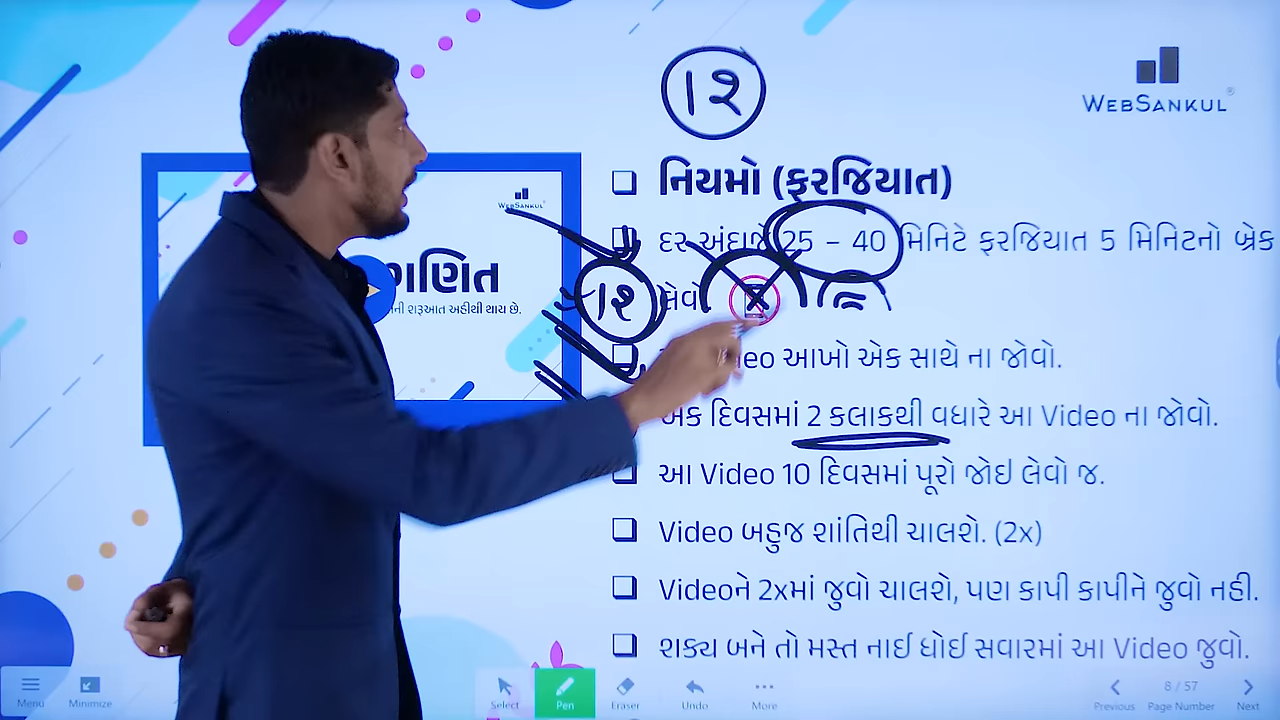 ૧૨
WEBSANKUL
નિયમો (ફરજિયાત)
દર અંદાજે 25 – 40 મિનિટે ફરજિયાત 5 મિનિટનો બ્રેક
લેવો
૧૨
WEBSANKUL
ગણિત
શરૂઆત અહીંથી થાય છે.
આખો એક સાથે ના જોવો.
એક દિવસમાં 2 કલાકથી વધારે આ Video ના જોવો.
આ Video 10 દિવસમાં પૂરો જોઇ લેવો જ.
Video બહુજ શાંતિથી ચાલશે. (2x)
Videoને 2xમાં જુવો ચાલશે, પણ કાપી કાપીને જુવો નહી.
શક્ય બને તો મસ્ત નાઈ ધોઈ સવારમાં આ Video જુવો.
Menu Minimize Select Pen Eraser Undo More Previous 8 / 57 Page Number Next